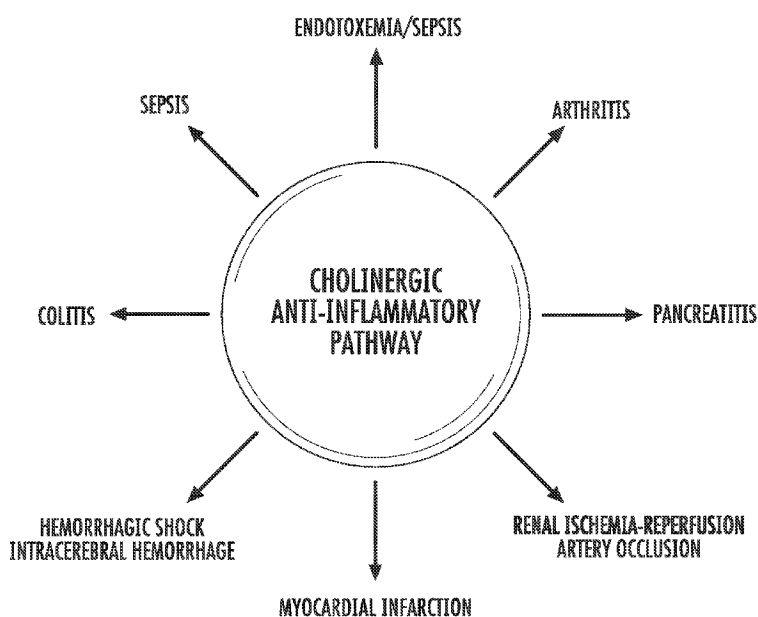 ENDOTOXEMIA/SEPSIS
SEPSIS
ARTHRITIS
CHOLINERGIC
ANTI-INFLAMMATORY
PATHWAY
COLITIS
PANCREATITIS
HEMORRHAGIC SHOCK
INTRACEREBRAL HEMORRHAGE
RENAL ISCHEMIA-REPERFUSION
ARTERY OCCLUSION
MYOCARDIAL INFARCTION